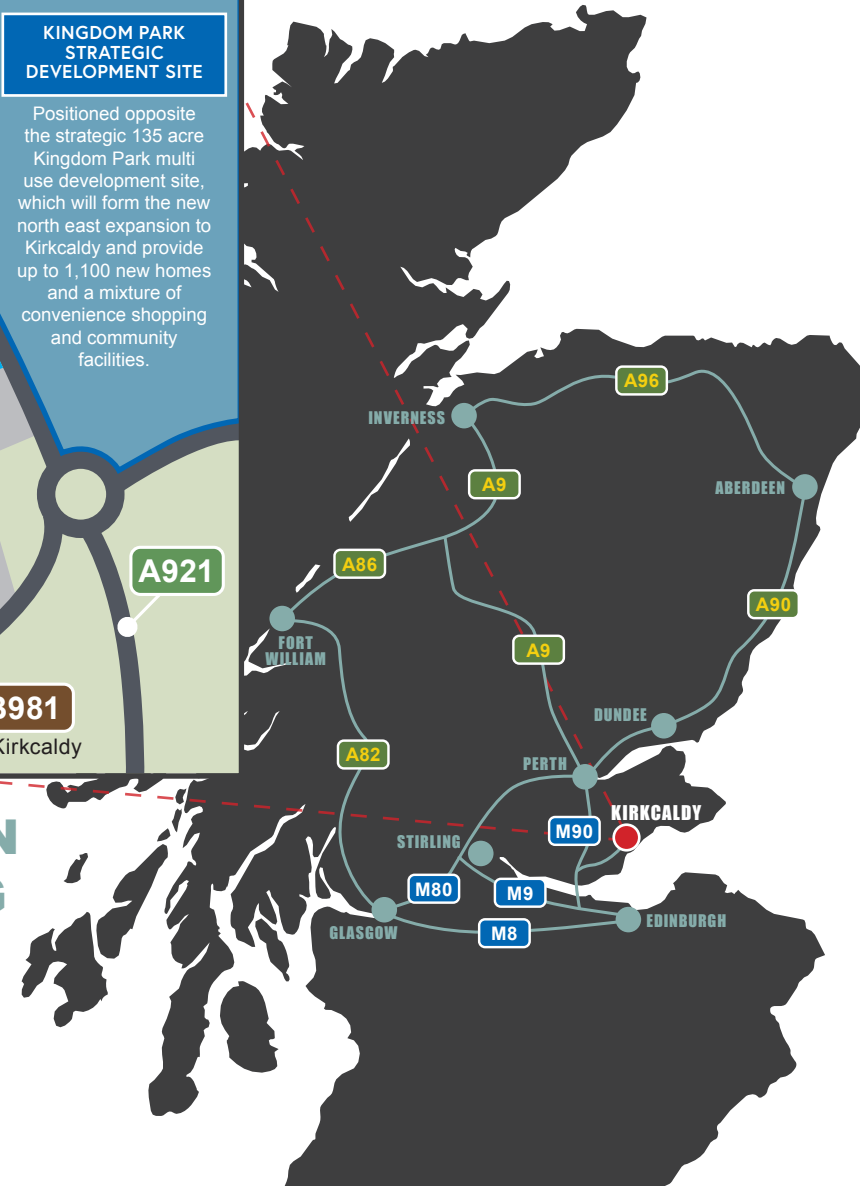 KINGDOM PARK
STRATEGIC
DEVELOPMENT SITE
Positioned opposite
the strategic 135 acre
Kingdom Park multi
use development site,
which will form the new
north east expansion to
Kirkcaldy and provide
up to 1,100 new homes
and a mixture of
convenience shopping
and community
facilities.
A921
981
Kirkcaldy
N
G
A96
INVERNESS
A9
ABERDEEN
A86
A90
FORT
WILLIAM
A9
DUNDEE
A82
PERTH
KIRKCALDY
M90
STIRLING
M80
M9
GLASGOW
M8
EDINBURGH